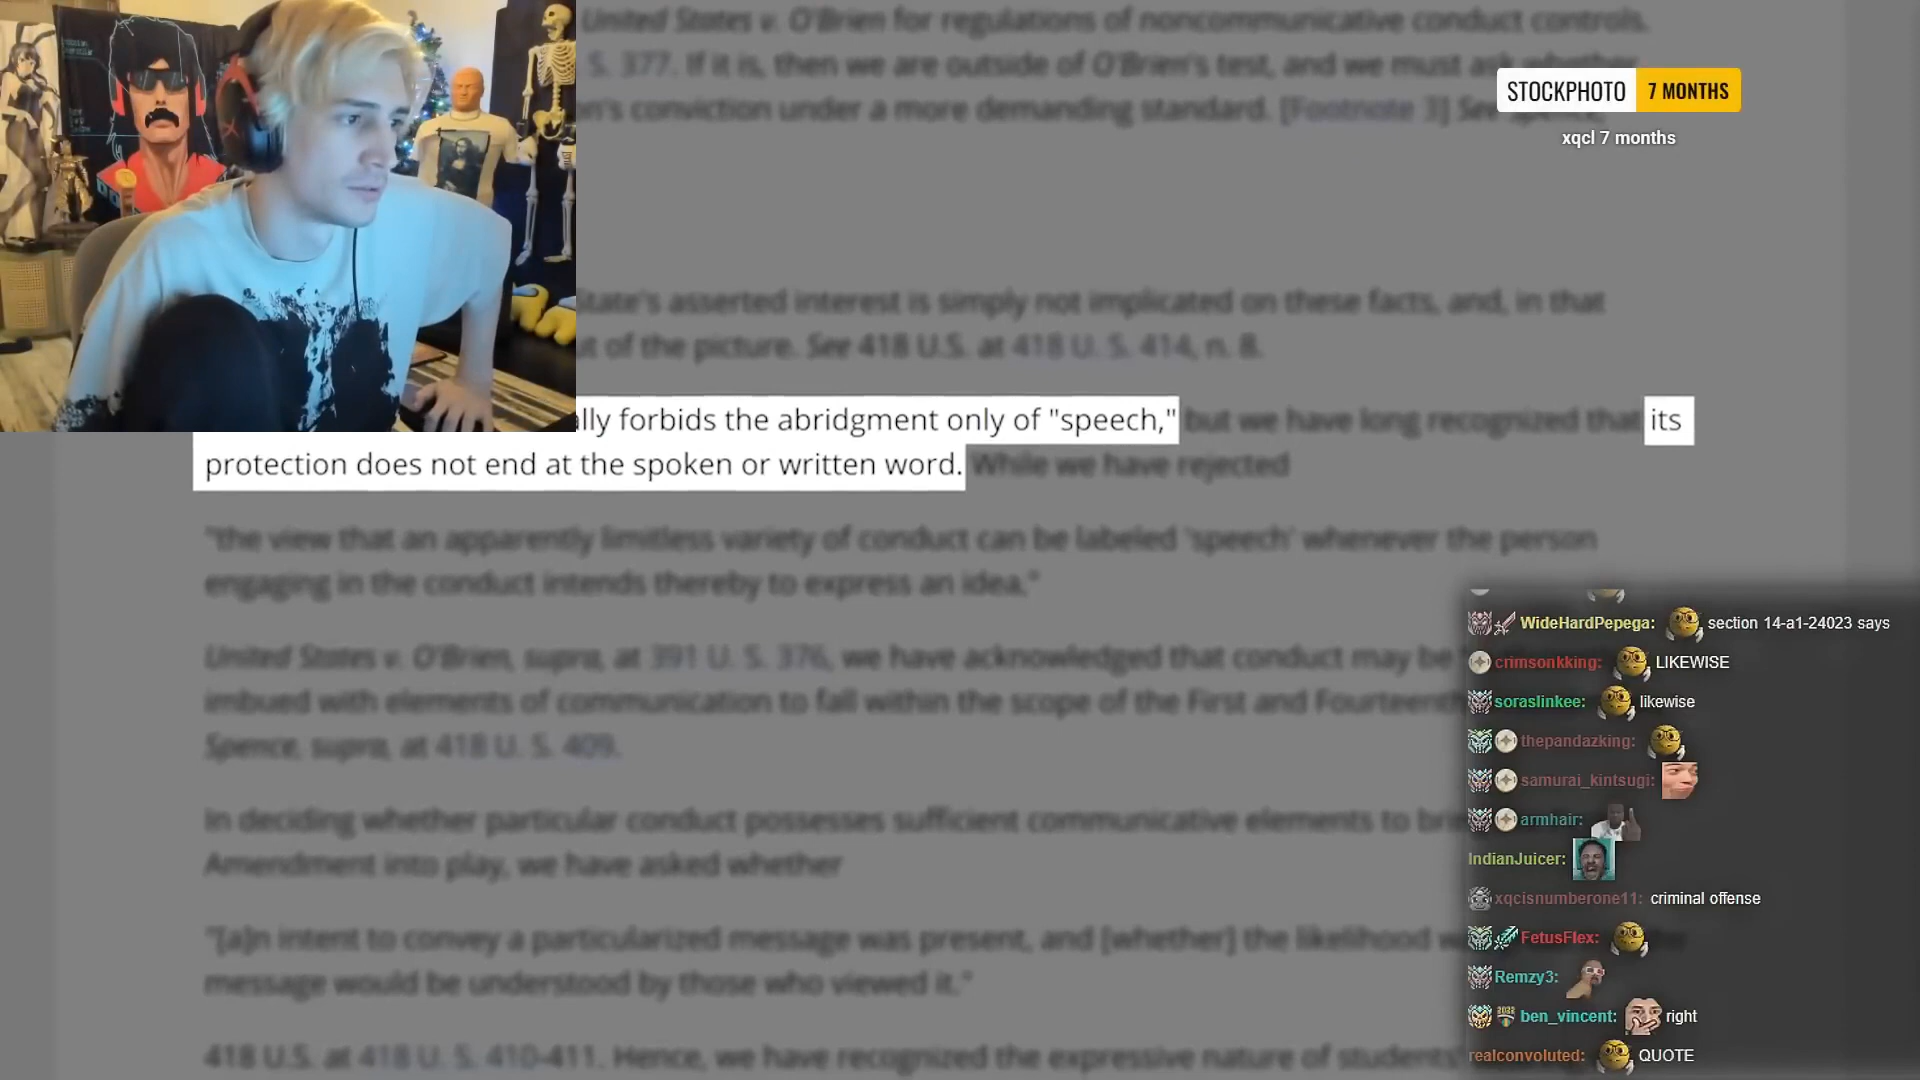 United States v. O'Brien for regulations of noncommunicative conduct controls.
S. 377. If it is, then we are outside of O'Brien's test, and we must ask whether
on's conviction under a more demanding standard. [Footnote 3] See Spence,
STOCKPHOTO 7 MONTHS
xqcl 7 months
State's asserted interest is simply not implicated on these facts, and, in that
of the picture. See 418 U.S. at 418 U. S. 414, n. 8.
ally forbids the abridgment only of "speech," but we have long recognized that its
protection does not end at the spoken or written word. While we have rejected
"the view that an apparently limitless variety of conduct can be labeled 'speech' whenever the person
engaging in the conduct intends thereby to express an idea,"
United States v. O'Brien, supra, at 391 U. S. 376, we have acknowledged that conduct may be
imbued with elements of communication to fall within the scope of the First and Fourteenth
Spence, supra, at 418 U. S. 409.
In deciding whether particular conduct possesses sufficient communicative elements to
Amendment into play, we have asked whether
"[a]n intent to convey a particularized message was present, and [whether] the likelihood
message would be understood by those who viewed it."
418 U.S. at 418 U. S. 410-411. Hence, we have recognized the expressive nature of students'
WideHardPepega: section 14-a1-24023 says
crimsonkking: LIKEWISE
soraslinkee: likewise
thepandazking:
samurai_kintsugi:
armhair:
IndianJuicer:
xqcisnumberone11: criminal offense
FetusFlex:
Remzy3:
ben_vincent: right
realconvoluted: QUOTE